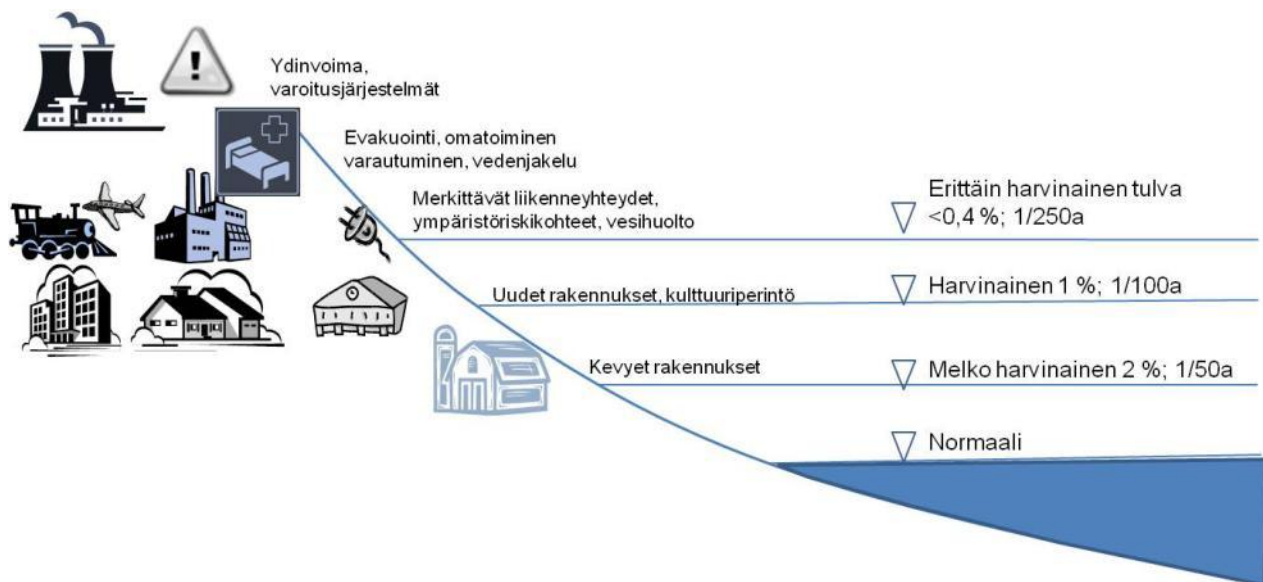 !
Ydinvoima,
varoitusjärjestelmät
Evakuointi, omatoiminen
varautuminen, vedenjakelu
Merkittävät liikenneyhteydet,
ympäristöriskikohteet, vesihuolto
Erittäin harvinainen tulva
<0,4 %; 1/250a
Uudet rakennukset, kulttuuriperintö
Harvinainen 1 %; 1/100a
Kevyet rakennukset
Melko harvinainen 2 %; 1/50a
Normaali